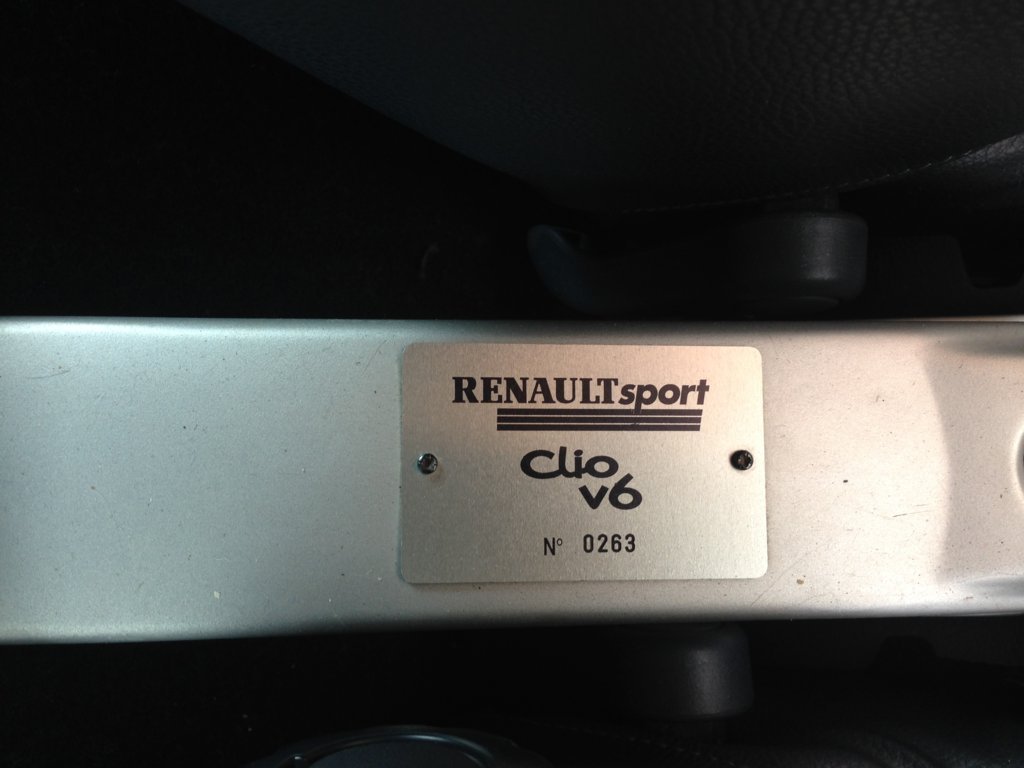 RENAULTsport
Clio
v6
N° 0263